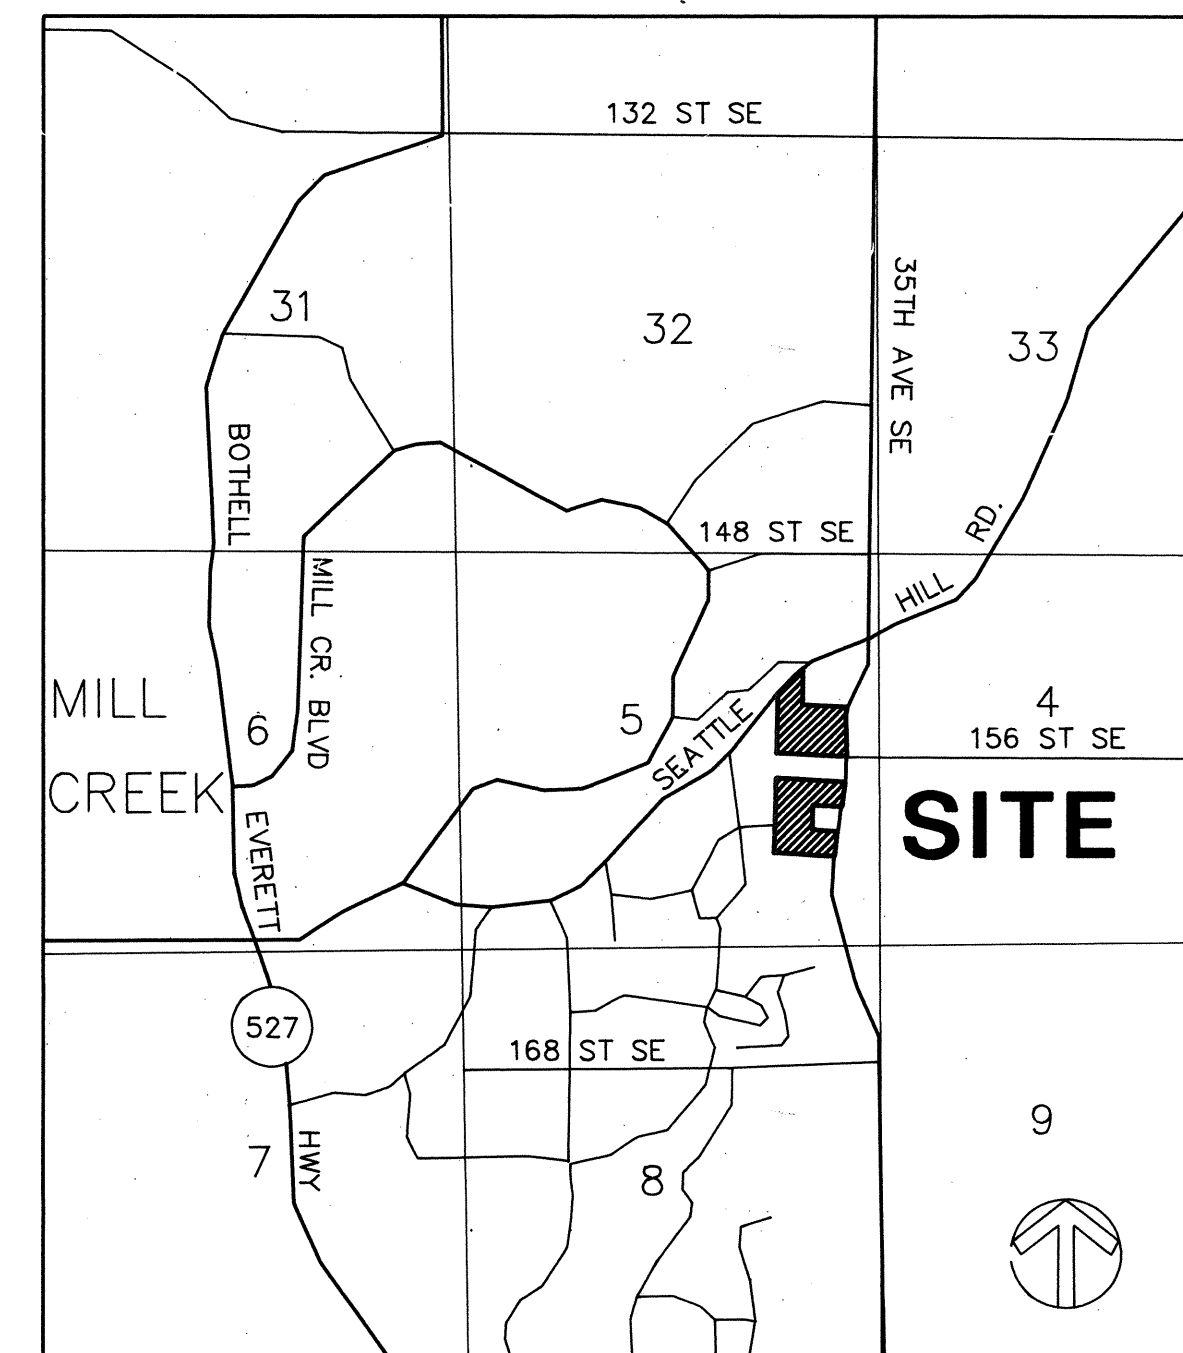 132 ST SE
31
32
35TH AVE SE
33
BOTHELL
148 ST SE
RD.
HILL
MILL CR. BLVD
MILL
CREEK
6
5
SEATTLE
4
156 ST SE
SITE
EVERETT
527
168 ST SE
7
HWY
8
9